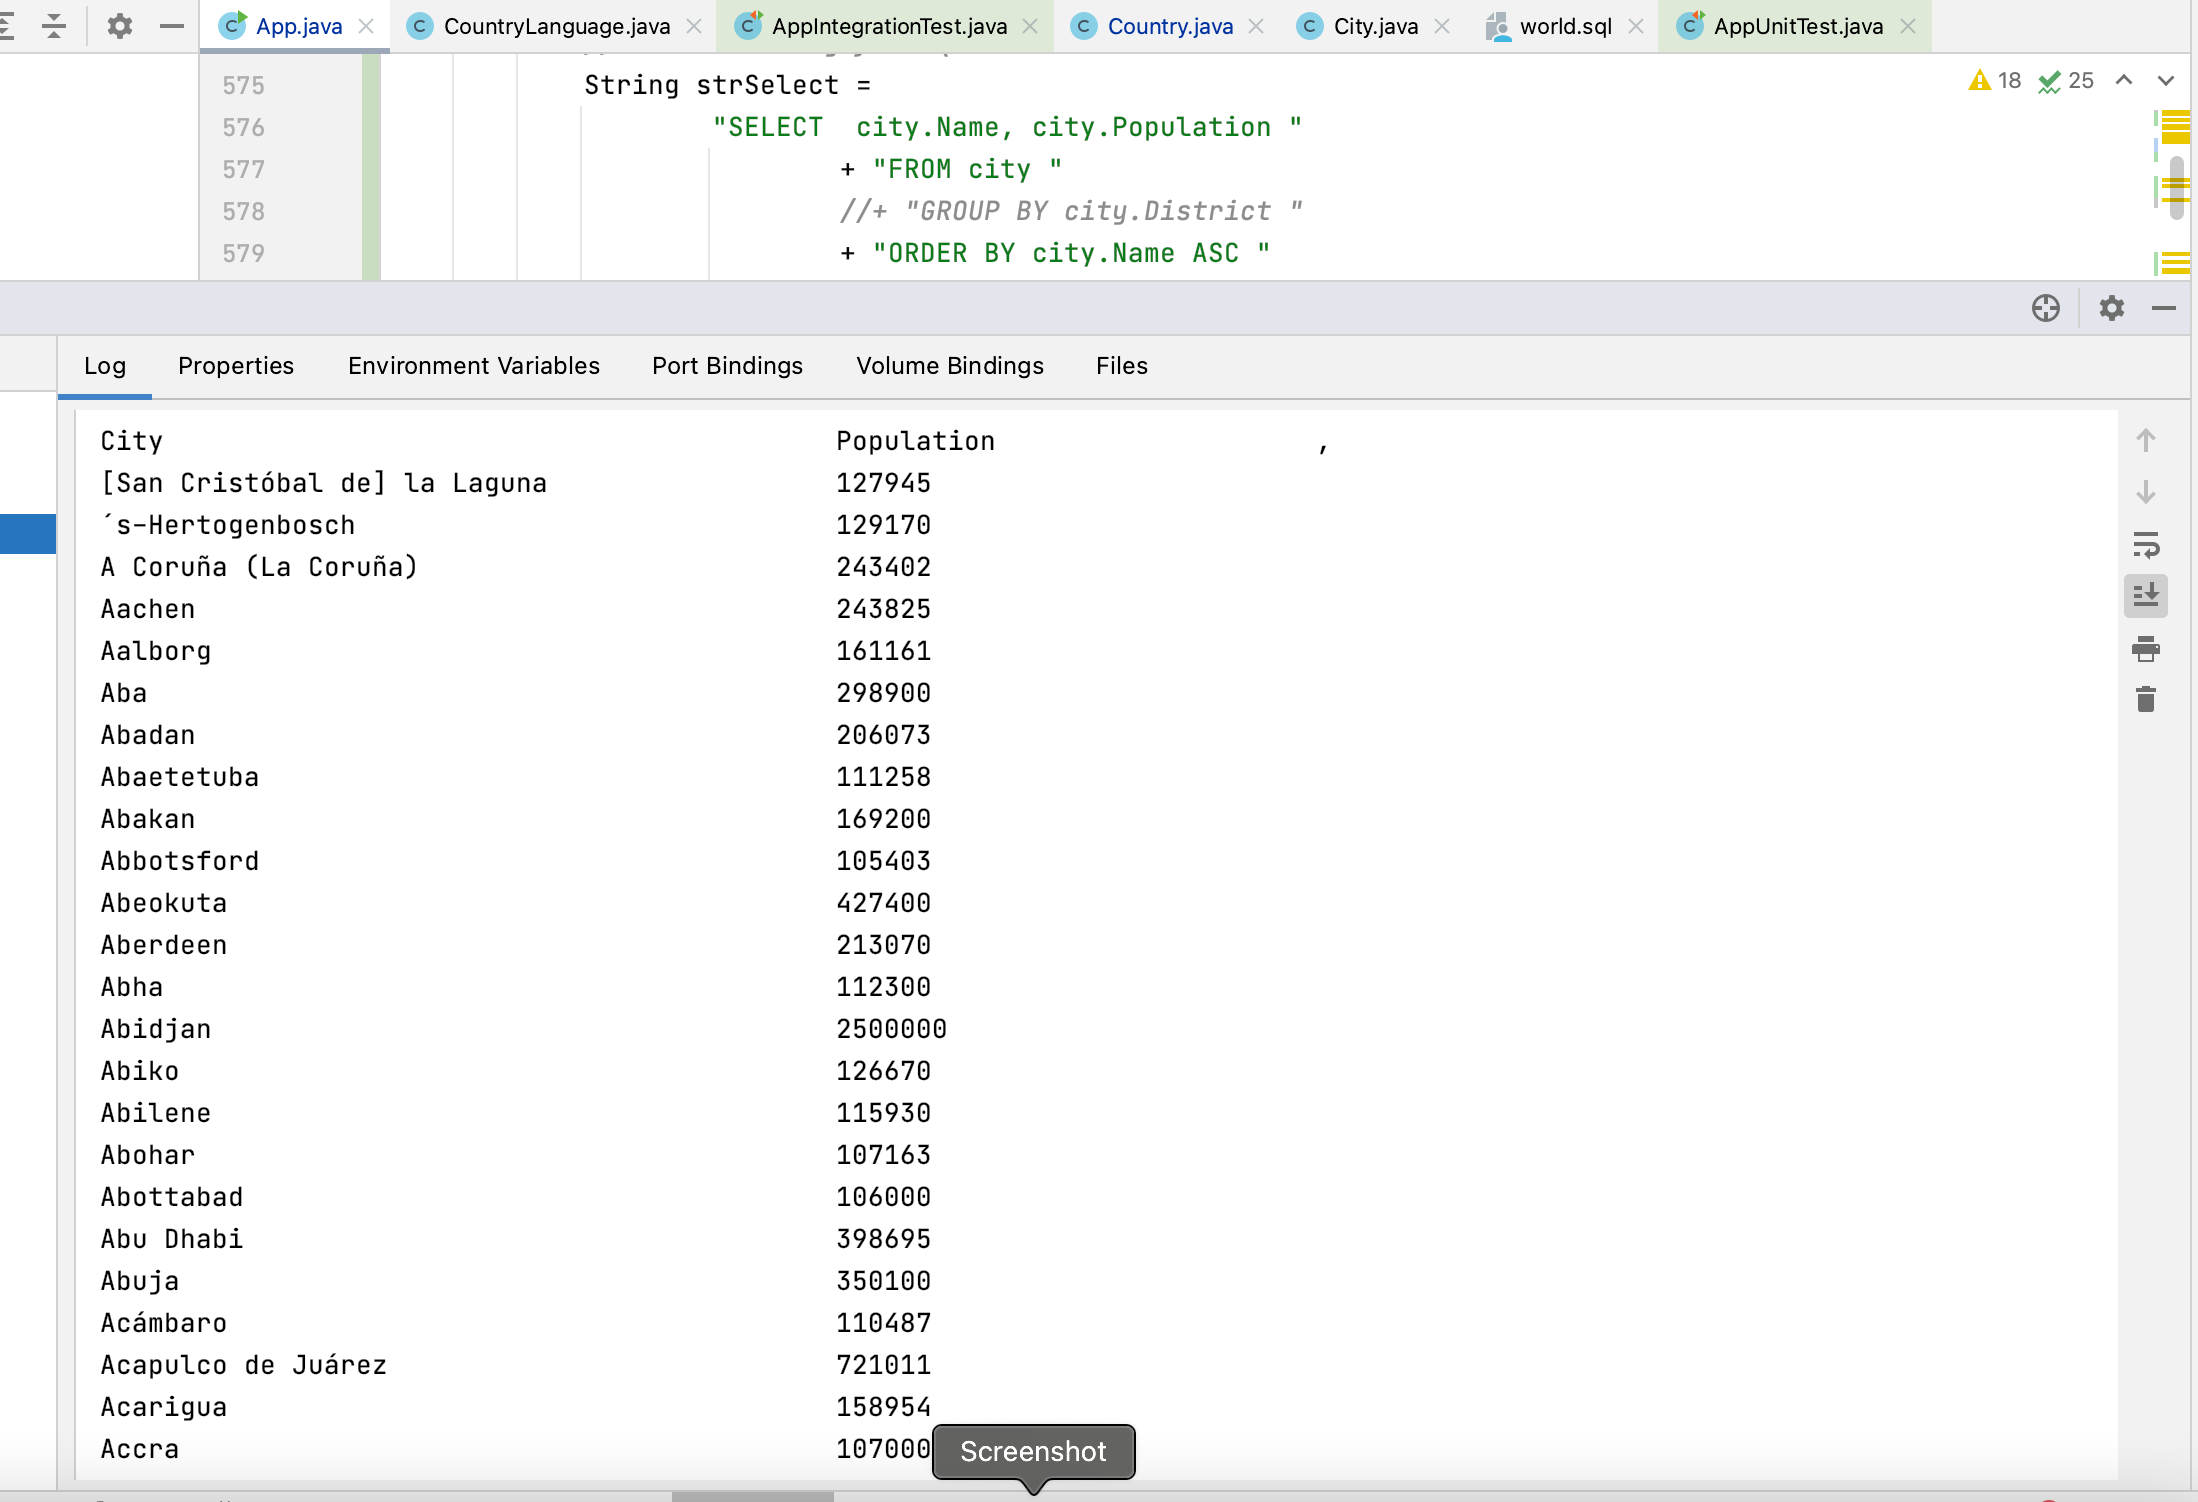 App.java CountryLanguage.java AppIntegrationTest.java Country.java City.java world.sql AppUnitTest.java
575 String strSelect =
18 25
576 "SELECT  city.Name, city.Population "
577 + "FROM city "
578 //+ "GROUP BY city.District "
579 + "ORDER BY city.Name ASC "
Log Properties Environment Variables Port Bindings Volume Bindings Files
City Population ,
[San Cristóbal de] la Laguna 127945
´s-Hertogenbosch 129170
A Coruña (La Coruña) 243402
Aachen 243825
Aalborg 161161
Aba 298900
Abadan 206073
Abaetetuba 111258
Abakan 169200
Abbotsford 105403
Abeokuta 427400
Aberdeen 213070
Abha 112300
Abidjan 2500000
Abiko 126670
Abilene 115930
Abohar 107163
Abottabad 106000
Abu Dhabi 398695
Abuja 350100
Acámbaro 110487
Acapulco de Juárez 721011
Acarigua 158954
Accra 107000
Screenshot